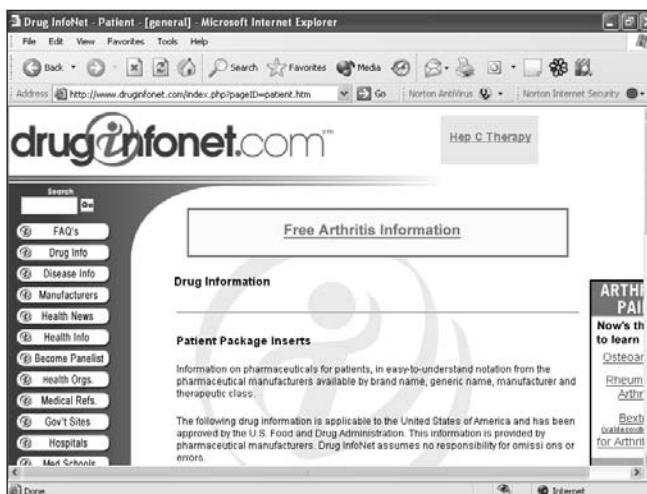 Drug InfoNet - Patient - [general] - Microsoft Internet Explorer
File Edit View Favorites Tools Help
Back Search Favorites Media
Address http://www.druginfonet.com/index.php?pageID=patient.htm Go Norton AntiVirus Norton Internet Security
druginfonet.com
Hep C Therapy
Search
Go
FAQ's
Drug Info
Disease Info
Manufacturers
Health News
Health Info
Become Panelist
Health Orgs.
Medical Refs.
Gov't Sites
Hospitals
Med Schools
Free Arthritis Information
Drug Information
Patient Package Inserts
Information on pharmaceuticals for patients, in easy-to-understand notation from the
pharmaceutical manufacturers available by brand name, generic name, manufacturer and
therapeutic class.
The following drug information is applicable to the United States of America and has been
approved by the U.S. Food and Drug Administration. This information is provided by
pharmaceutical manufacturers. Drug InfoNet assumes no responsibility for omissi ons or
errors.
ARTHR
PAI
Now's th
to learn
Osteoar
Rheum
Arthr
Bext
for Arthrit
Done Internet